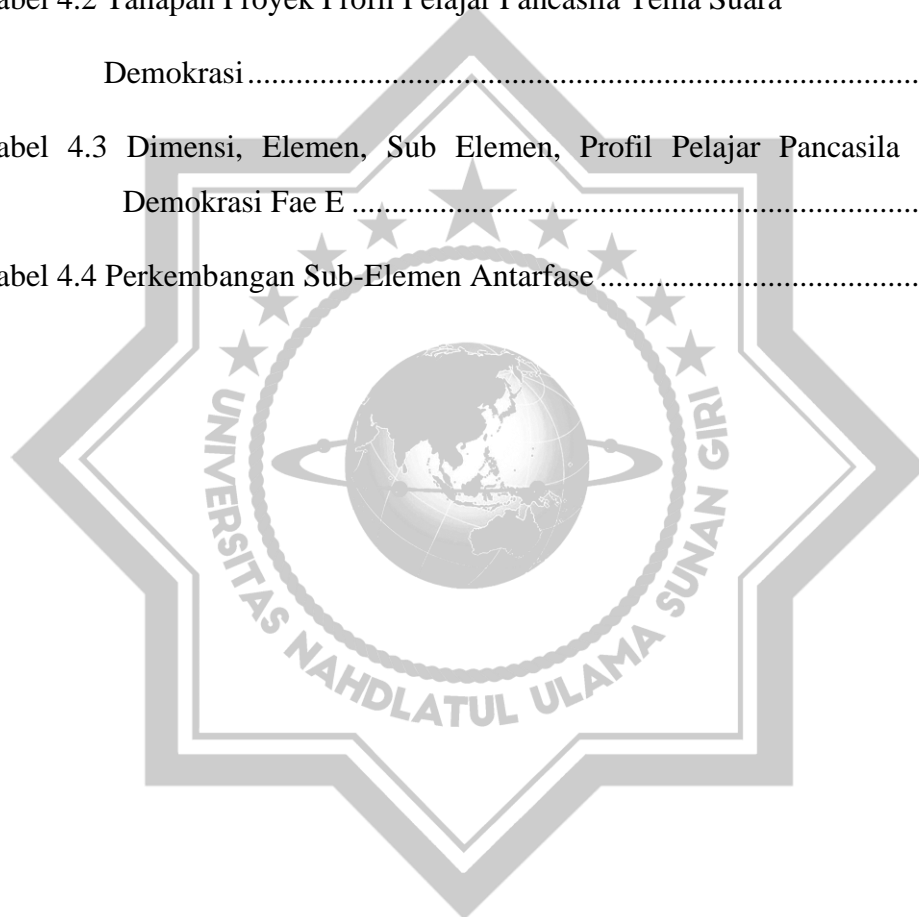 abel 4.2 Tahapan Proyek Profil Pelajar Pancasila Tema Suara
Demokrasi........................................................................................
abel 4.3 Dimensi, Elemen, Sub Elemen, Profil Pelajar Pancasila
Demokrasi Fae E........................................................................
abel 4.4 Perkembangan Sub-Elemen Antarfase........................................
UNIVERSITAS NAHDLATUL ULAMA SUNAN GIRI